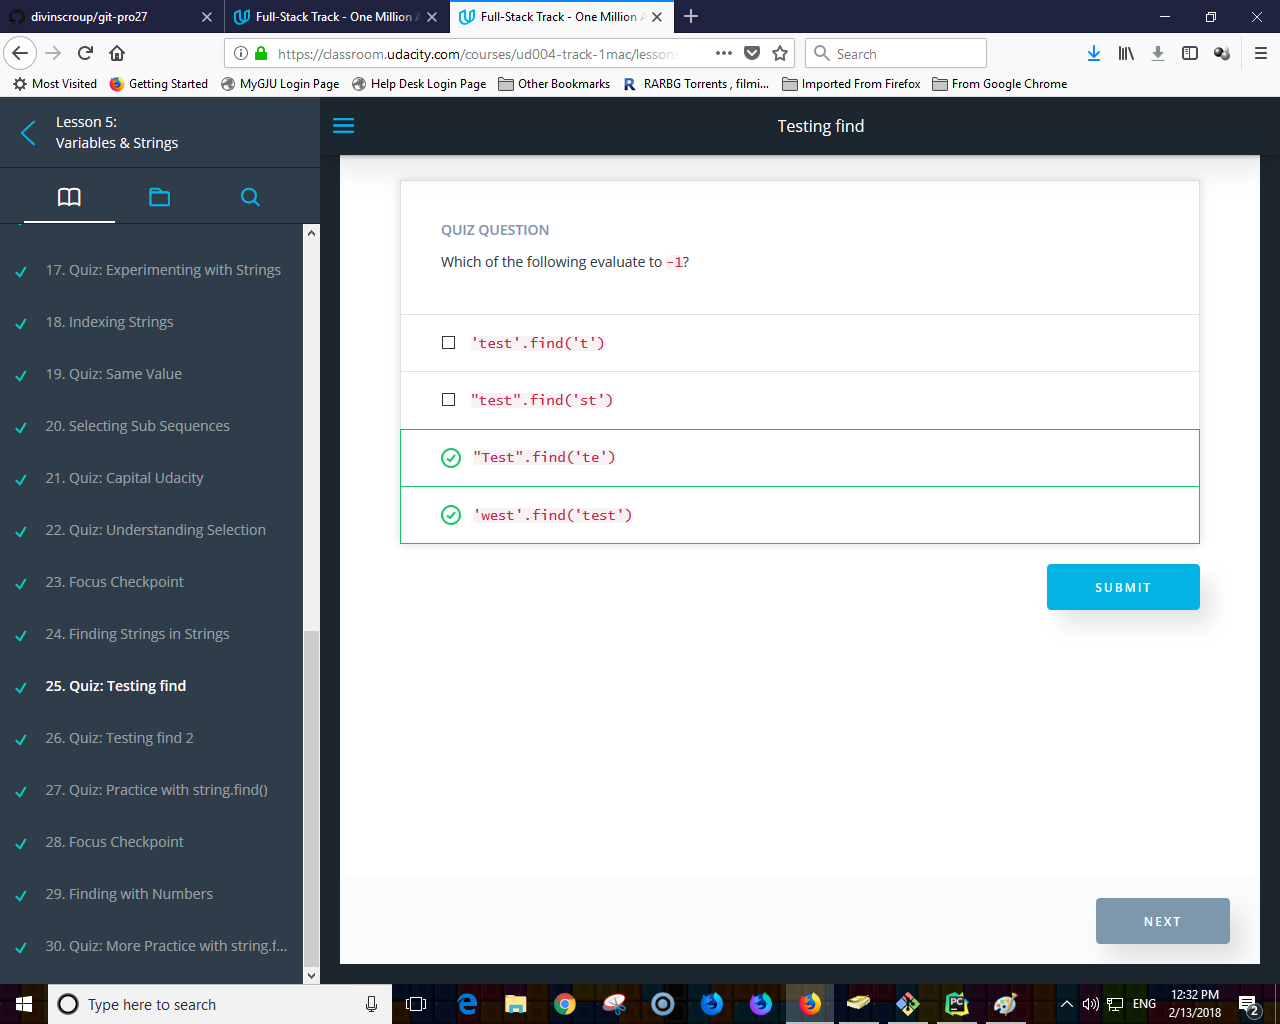 divinscroup/git-pro27
Full-Stack Track - One Million A
Full-Stack Track - One Million A
https://classroom.udacity.com/courses/ud004-track-1mac/lesson
Search
Most Visited
Getting Started
MyGJU Login Page
Help Desk Login Page
Other Bookmarks
R RARBG Torrents , filmi...
Imported From Firefox
From Google Chrome
Lesson 5:
Variables & Strings
Testing find
17. Quiz: Experimenting with Strings
18. Indexing Strings
19. Quiz: Same Value
20. Selecting Sub Sequences
21. Quiz: Capital Udacity
22. Quiz: Understanding Selection
23. Focus Checkpoint
24. Finding Strings in Strings
25. Quiz: Testing find
26. Quiz: Testing find 2
27. Quiz: Practice with string.find()
28. Focus Checkpoint
29. Finding with Numbers
30. Quiz: More Practice with string.f...
QUIZ QUESTION
Which of the following evaluate to -1?
'test'.find('t')
"test".find('st')
"Test".find('te')
'west'.find('test')
SUBMIT
NEXT
Type here to search
PC
ENG
12:32 PM
2/13/2018
2